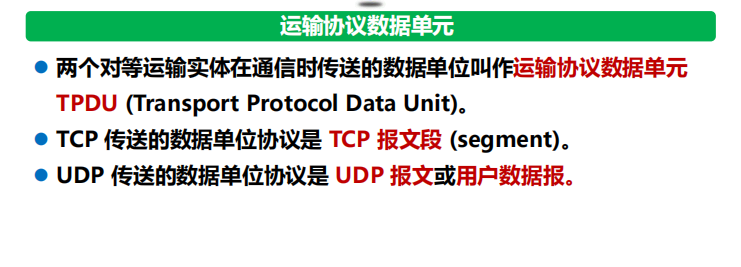 运输协议数据单元
两个对等运输实体在通信时传送的数据单位叫作运输协议数据单元
TPDU (Transport Protocol Data Unit)。
TCP 传送的数据单位协议是 TCP 报文段 (segment)。
UDP 传送的数据单位协议是 UDP 报文或用户数据报。